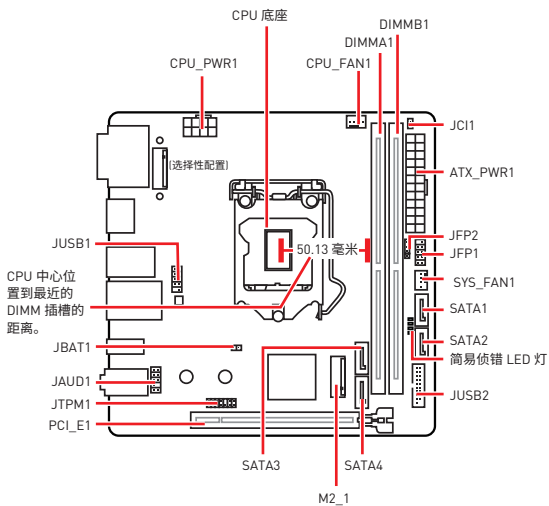 CPU 底座
DIMMB1
DIMMA1
CPU_PWR1
CPU_FAN1
JCI1
(选择性配置)
ATX_PWR1
JFP2
JUSB1
50.13 毫米
JFP1
CPU 中心位
置到最近的
DIMM 插槽的
距离。
SYS_FAN1
SATA1
SATA2
JBAT1
简易侦错 LED 灯
JAUD1
JUSB2
JTPM1
PCI_E1
SATA3
SATA4
M2_1